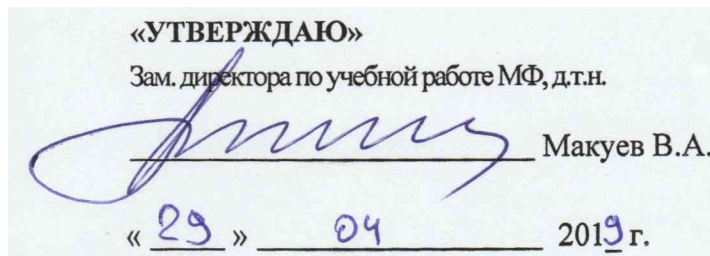 «УТВЕРЖДАЮ»
Зам. директора по учебной работе МФ, д.т.н.
Макуев В.А.
« 29 » 04 2019 г.